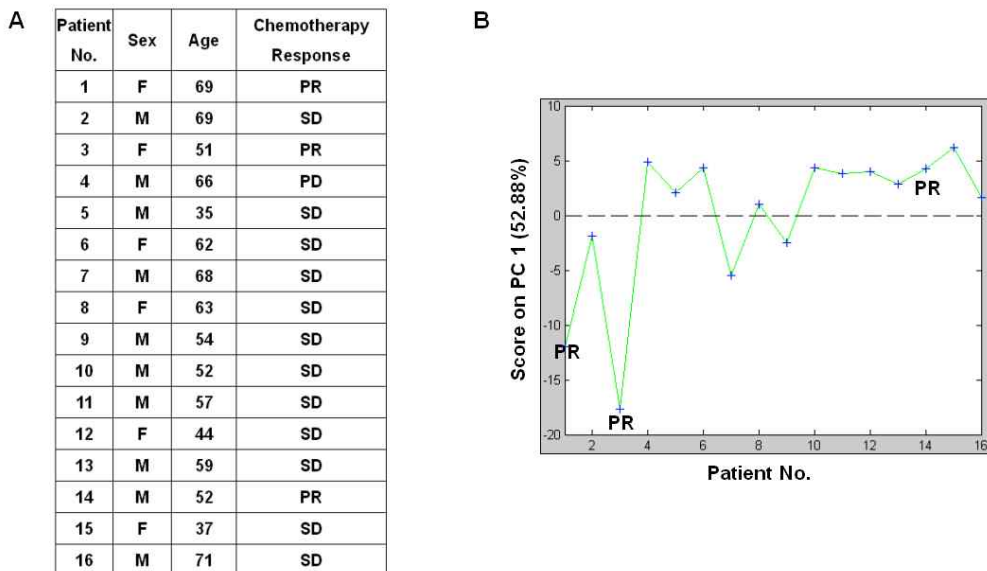 A
Patient No. Sex Age Chemotherapy Response
1 F 69 PR
2 M 69 SD
3 F 51 PR
4 M 66 PD
5 M 35 SD
6 F 62 SD
7 M 68 SD
8 F 63 SD
9 M 54 SD
10 M 52 SD
11 M 57 SD
12 F 44 SD
13 M 59 SD
14 M 52 PR
15 F 37 SD
16 M 71 SD
B
Score on PC 1 (52.88%)
10
5
0
-5
-10
-15
-20
PR
PR
PR
2 4 6 8 10 12 14 16
Patient No.